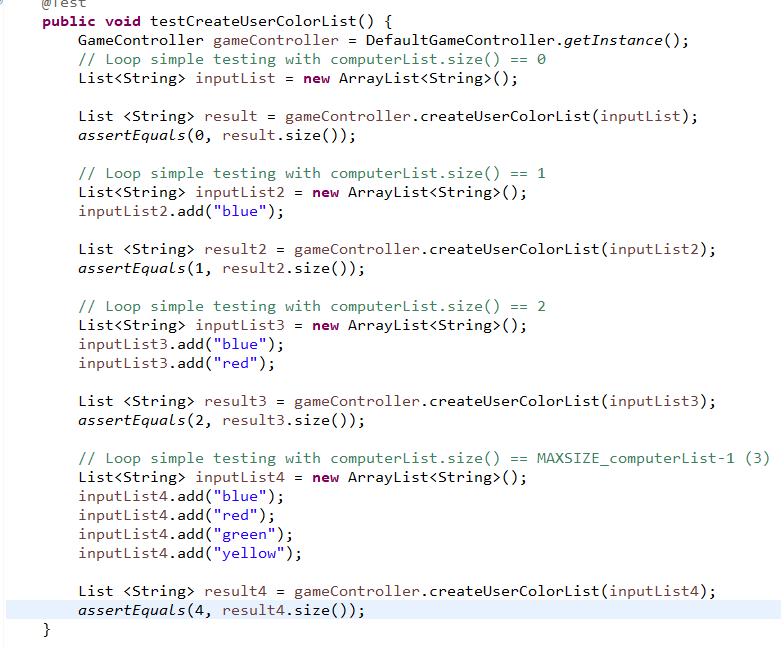 @Test
public void testCreateUserColorList() {
GameController gameController = DefaultGameController.getInstance();
// Loop simple testing with computerList.size() == 0
List<String> inputList = new ArrayList<String>();
List <String> result = gameController.createUserColorList(inputList);
assertEquals(0, result.size());
// Loop simple testing with computerList.size() == 1
List<String> inputList2 = new ArrayList<String>();
inputList2.add("blue");
List <String> result2 = gameController.createUserColorList(inputList2);
assertEquals(1, result2.size());
// Loop simple testing with computerList.size() == 2
List<String> inputList3 = new ArrayList<String>();
inputList3.add("blue");
inputList3.add("red");
List <String> result3 = gameController.createUserColorList(inputList3);
assertEquals(2, result3.size());
// Loop simple testing with computerList.size() == MAXSIZE_computerList-1 (3)
List<String> inputList4 = new ArrayList<String>();
inputList4.add("blue");
inputList4.add("red");
inputList4.add("green");
inputList4.add("yellow");
List <String> result4 = gameController.createUserColorList(inputList4);
assertEquals(4, result4.size());
}